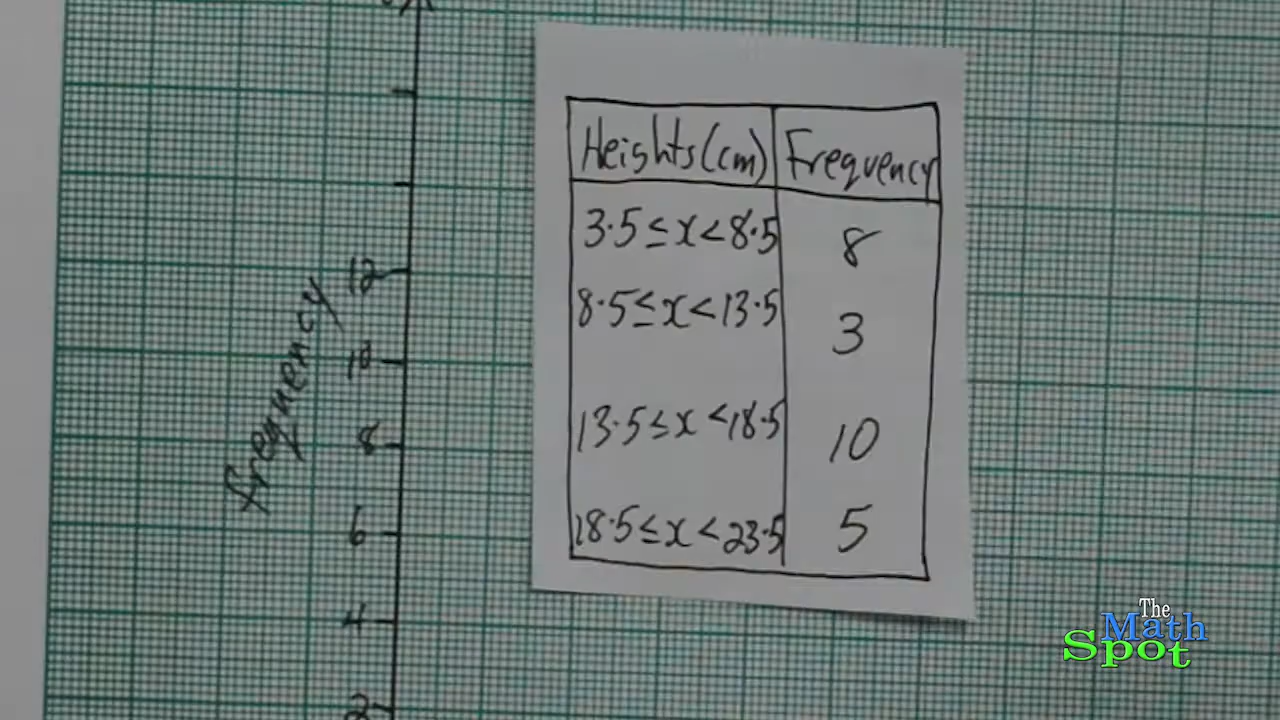 Heights(cm) Frequency
3.5≤x<8.5 8
8.5≤x<13.5 3
13.5≤x<18.5 10
18.5≤x<23.5 5
Frequency
12
10
8
6
4
2
The
Math
Spot